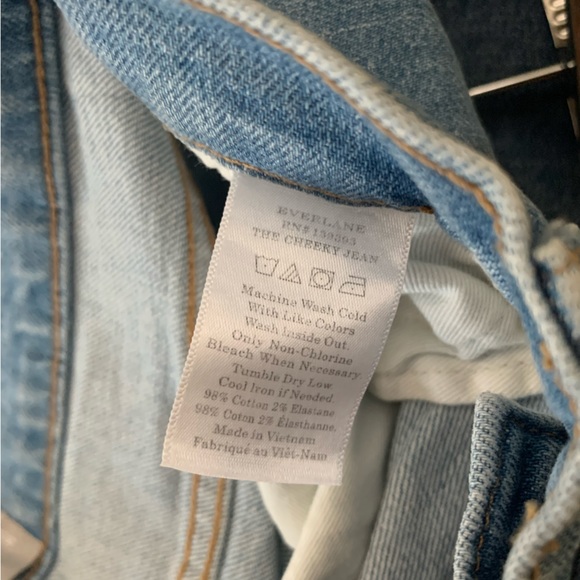 EVERLANE
RN# 139293
THE CHEEKY JEAN
Machine Wash Cold
With Like Colors
Wash Inside Out.
Only Non-Chlorine
Bleach When Necessary
Tumble Dry Low
Cool Iron if Needed.
98% Cotton 2% Elastane
98% Coton 2% Élasthanne.
Made in Vietnam
Fabriqué au Viêt-Nam